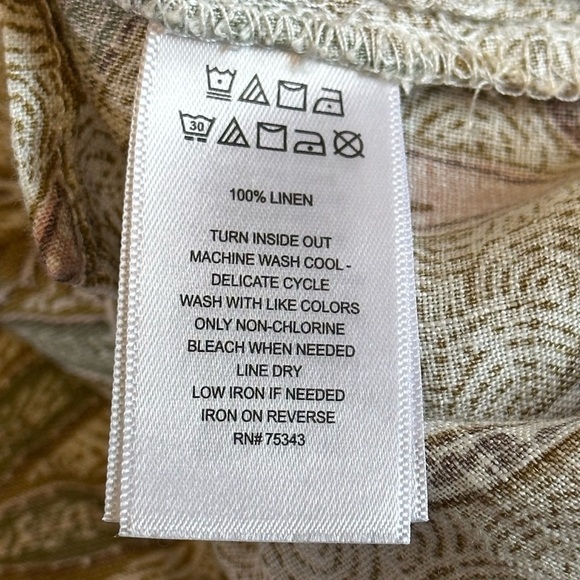 30
100% LINEN
TURN INSIDE OUT
MACHINE WASH COOL -
DELICATE CYCLE
WASH WITH LIKE COLORS
ONLY NON-CHLORINE
BLEACH WHEN NEEDED
LINE DRY
LOW IRON IF NEEDED
IRON ON REVERSE
RN# 75343